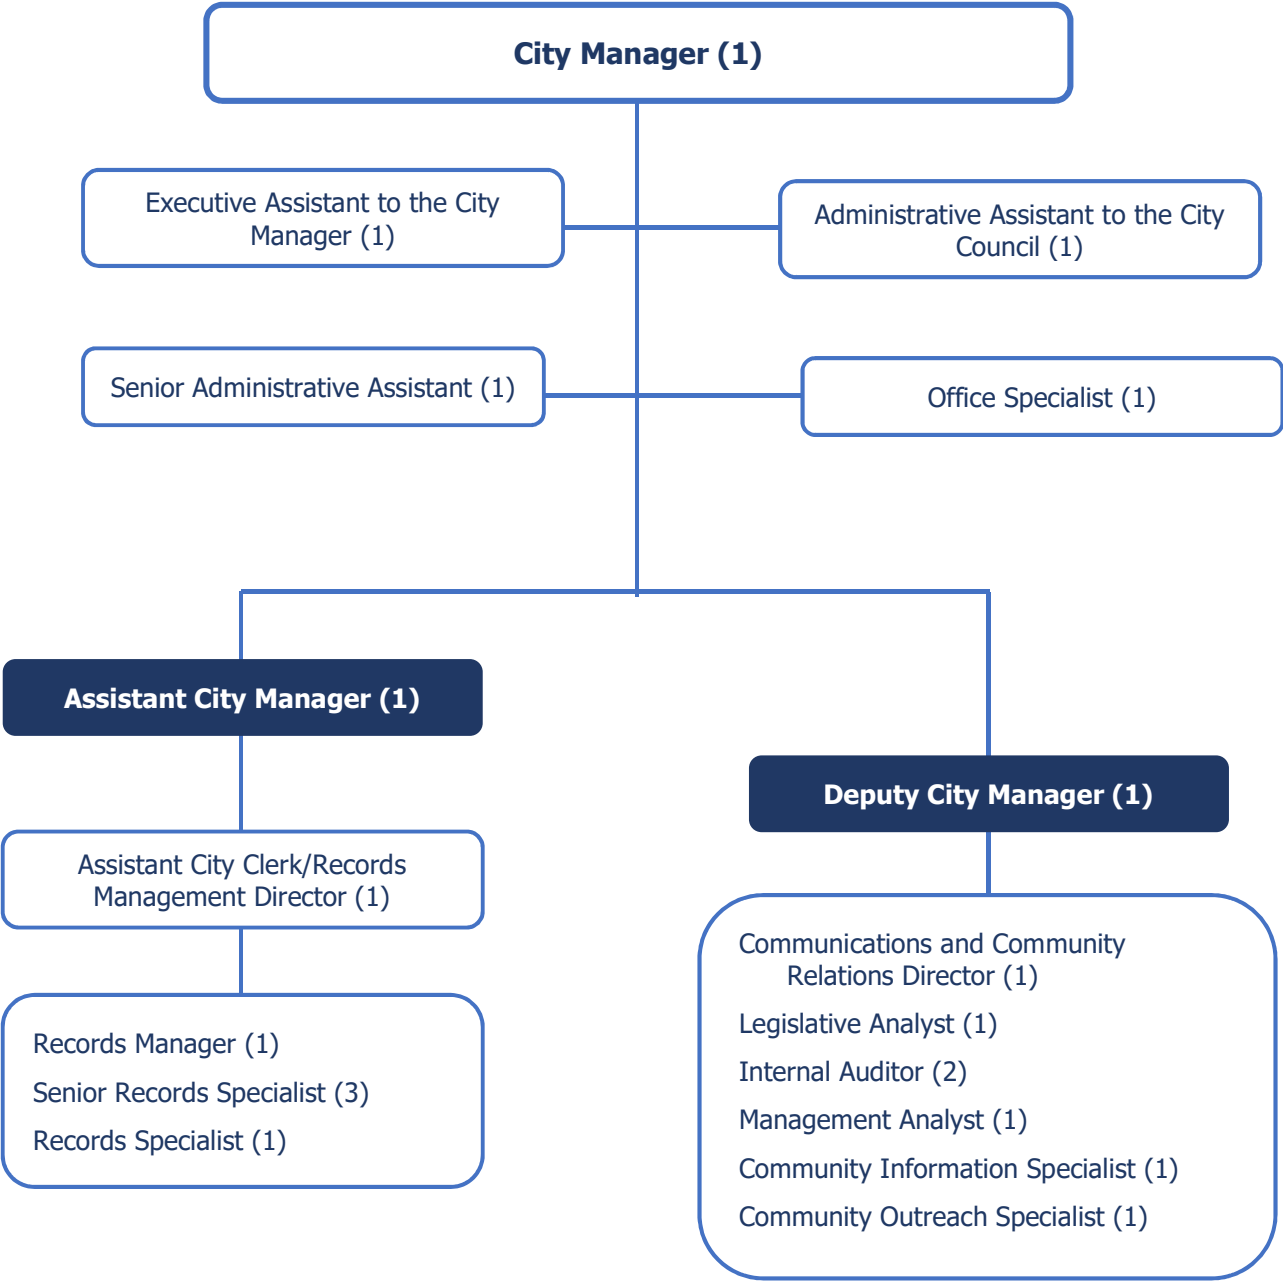 City Manager (1)
Executive Assistant to the City
Manager (1)
Administrative Assistant to the City
Council (1)
Senior Administrative Assistant (1)
Office Specialist (1)
Assistant City Manager (1)
Assistant City Clerk/Records
Management Director (1)
Records Manager (1)
Senior Records Specialist (3)
Records Specialist (1)
Deputy City Manager (1)
Communications and Community
Relations Director (1)
Legislative Analyst (1)
Internal Auditor (2)
Management Analyst (1)
Community Information Specialist (1)
Community Outreach Specialist (1)